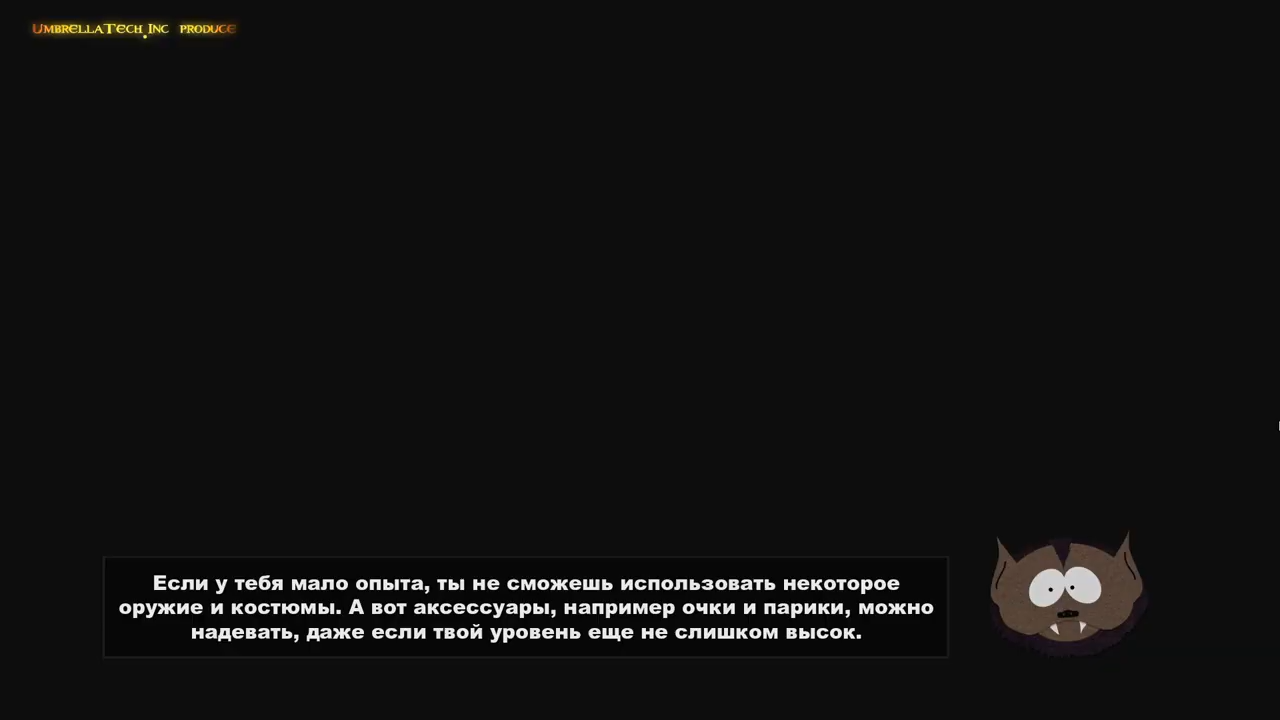 UmbrellaTech.Inc produce
Если у тебя мало опыта, ты не сможешь использовать некоторое
оружие и костюмы. А вот аксессуары, например очки и парики, можно
надевать, даже если твой уровень еще не слишком высок.